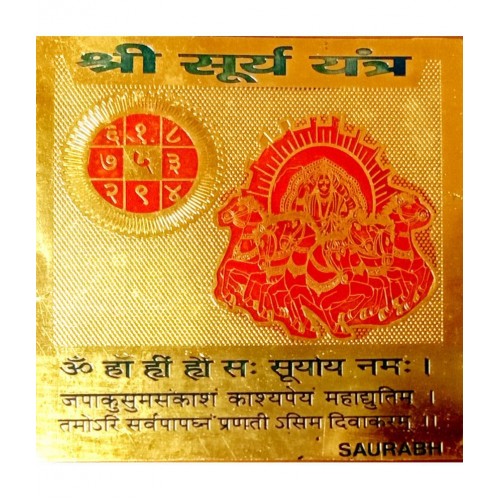 श्री सूर्य यंत्र
६ १ ८
७ ५ ३
२ ९ ४
ॐ हाँ हीं हौं सः सूर्याय नमः ।
जपाकुसुमसंकाशं काश्यपेयं महाद्युतिम ।
तमोऽरि सर्वपापघ्नं प्रणती ऽसिम दिवाकरम् ।।
SAURABH